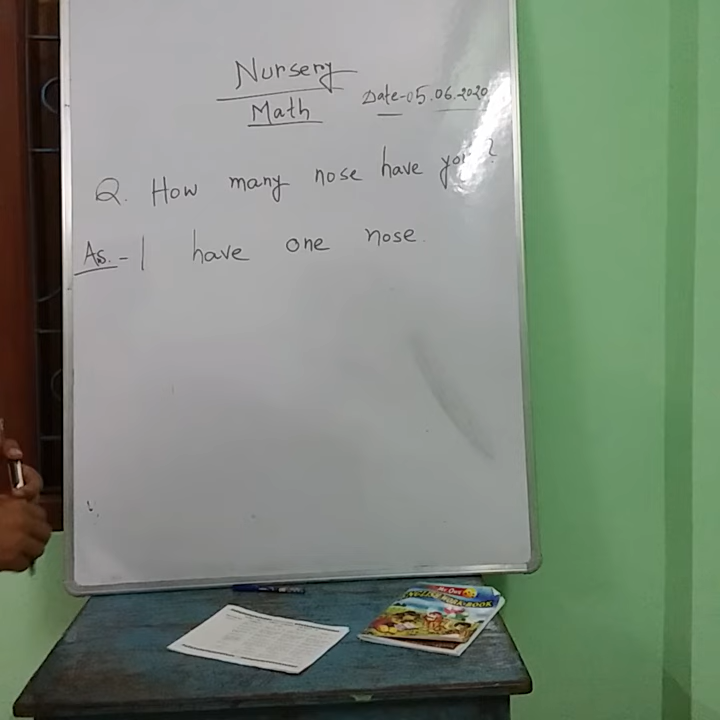 Nursery
Math
Date-05.06.2020
Q. How many nose have you?
As.- I have one nose.